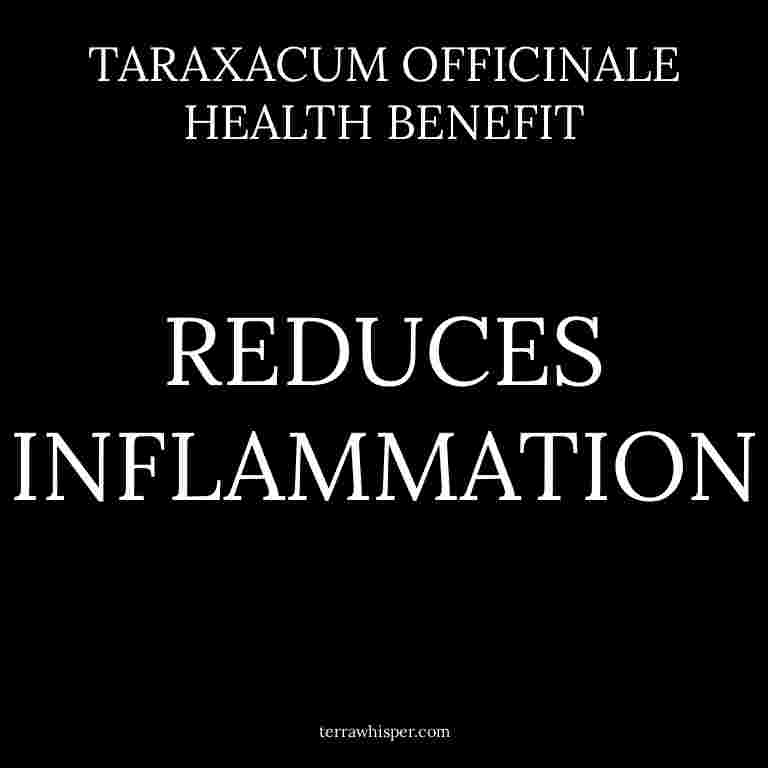 TARAXACUM OFFICINALE
HEALTH BENEFIT
REDUCES
INFLAMMATION
terrawhisper.com